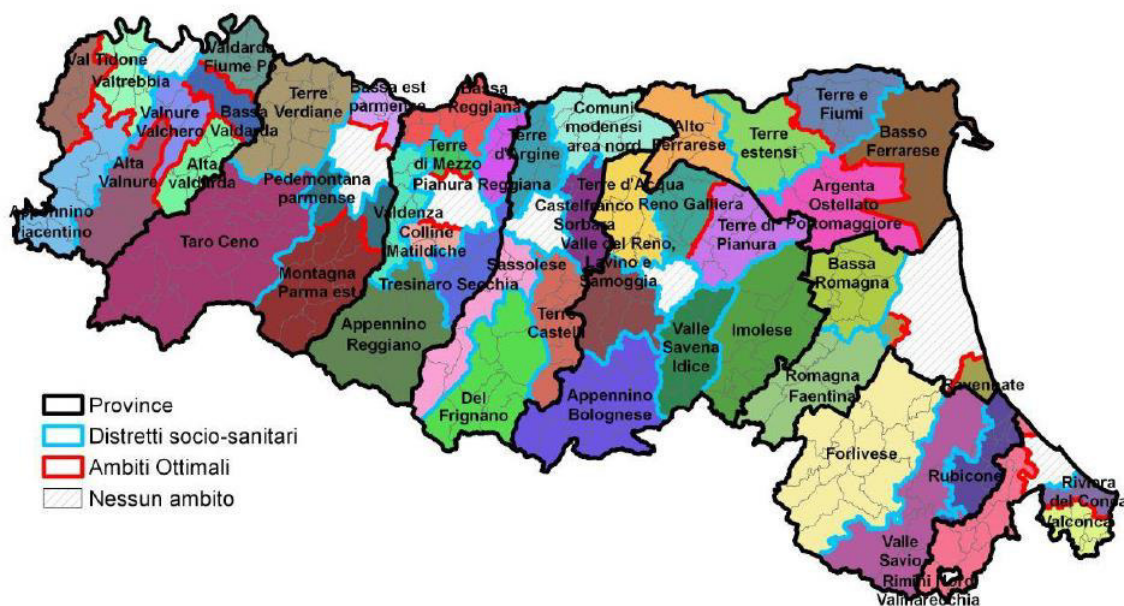 Val Tidone
Valtrebbia
Valdarda
Fiume Po
Valnure
Valchero
Bassa
Valdarda
Alta
Valnure
Alta
valdarda
Appennino
Piacentino
Terre
Verdiane
Bassa est
parmense
Pedemontana
parmense
Taro Ceno
Montagna
Parma est
Bassa
Reggiana
Terre
di Mezzo
Pianura Reggiana
Valdenza
Colline
Matildiche
Tresinaro Secchia
Appennino
Reggiano
Terre
d'Argine
Comuni
modenesi
area nord
Castelfranco
Sorbara
Sassolese
Terre
Castelli
Del
Frignano
Terre d'Acqua
Reno Galliera
Valle del Reno,
Lavino e
Samoggia
Terre di
Pianura
Valle
Savena
Idice
Imolese
Appennino
Bolognese
Alto
Ferrarese
Terre
estensi
Terre e
Fiumi
Basso
Ferrarese
Argenta
Ostellato
Portomaggiore
Bassa
Romagna
Romagna
Faentina
Forlivese
Rubicone
Valle
Savio
Rimini Nord
Valmarecchia
Riviera
del Conca
Valconca
Province
Distretti socio-sanitari
Ambiti Ottimali
Nessun ambito